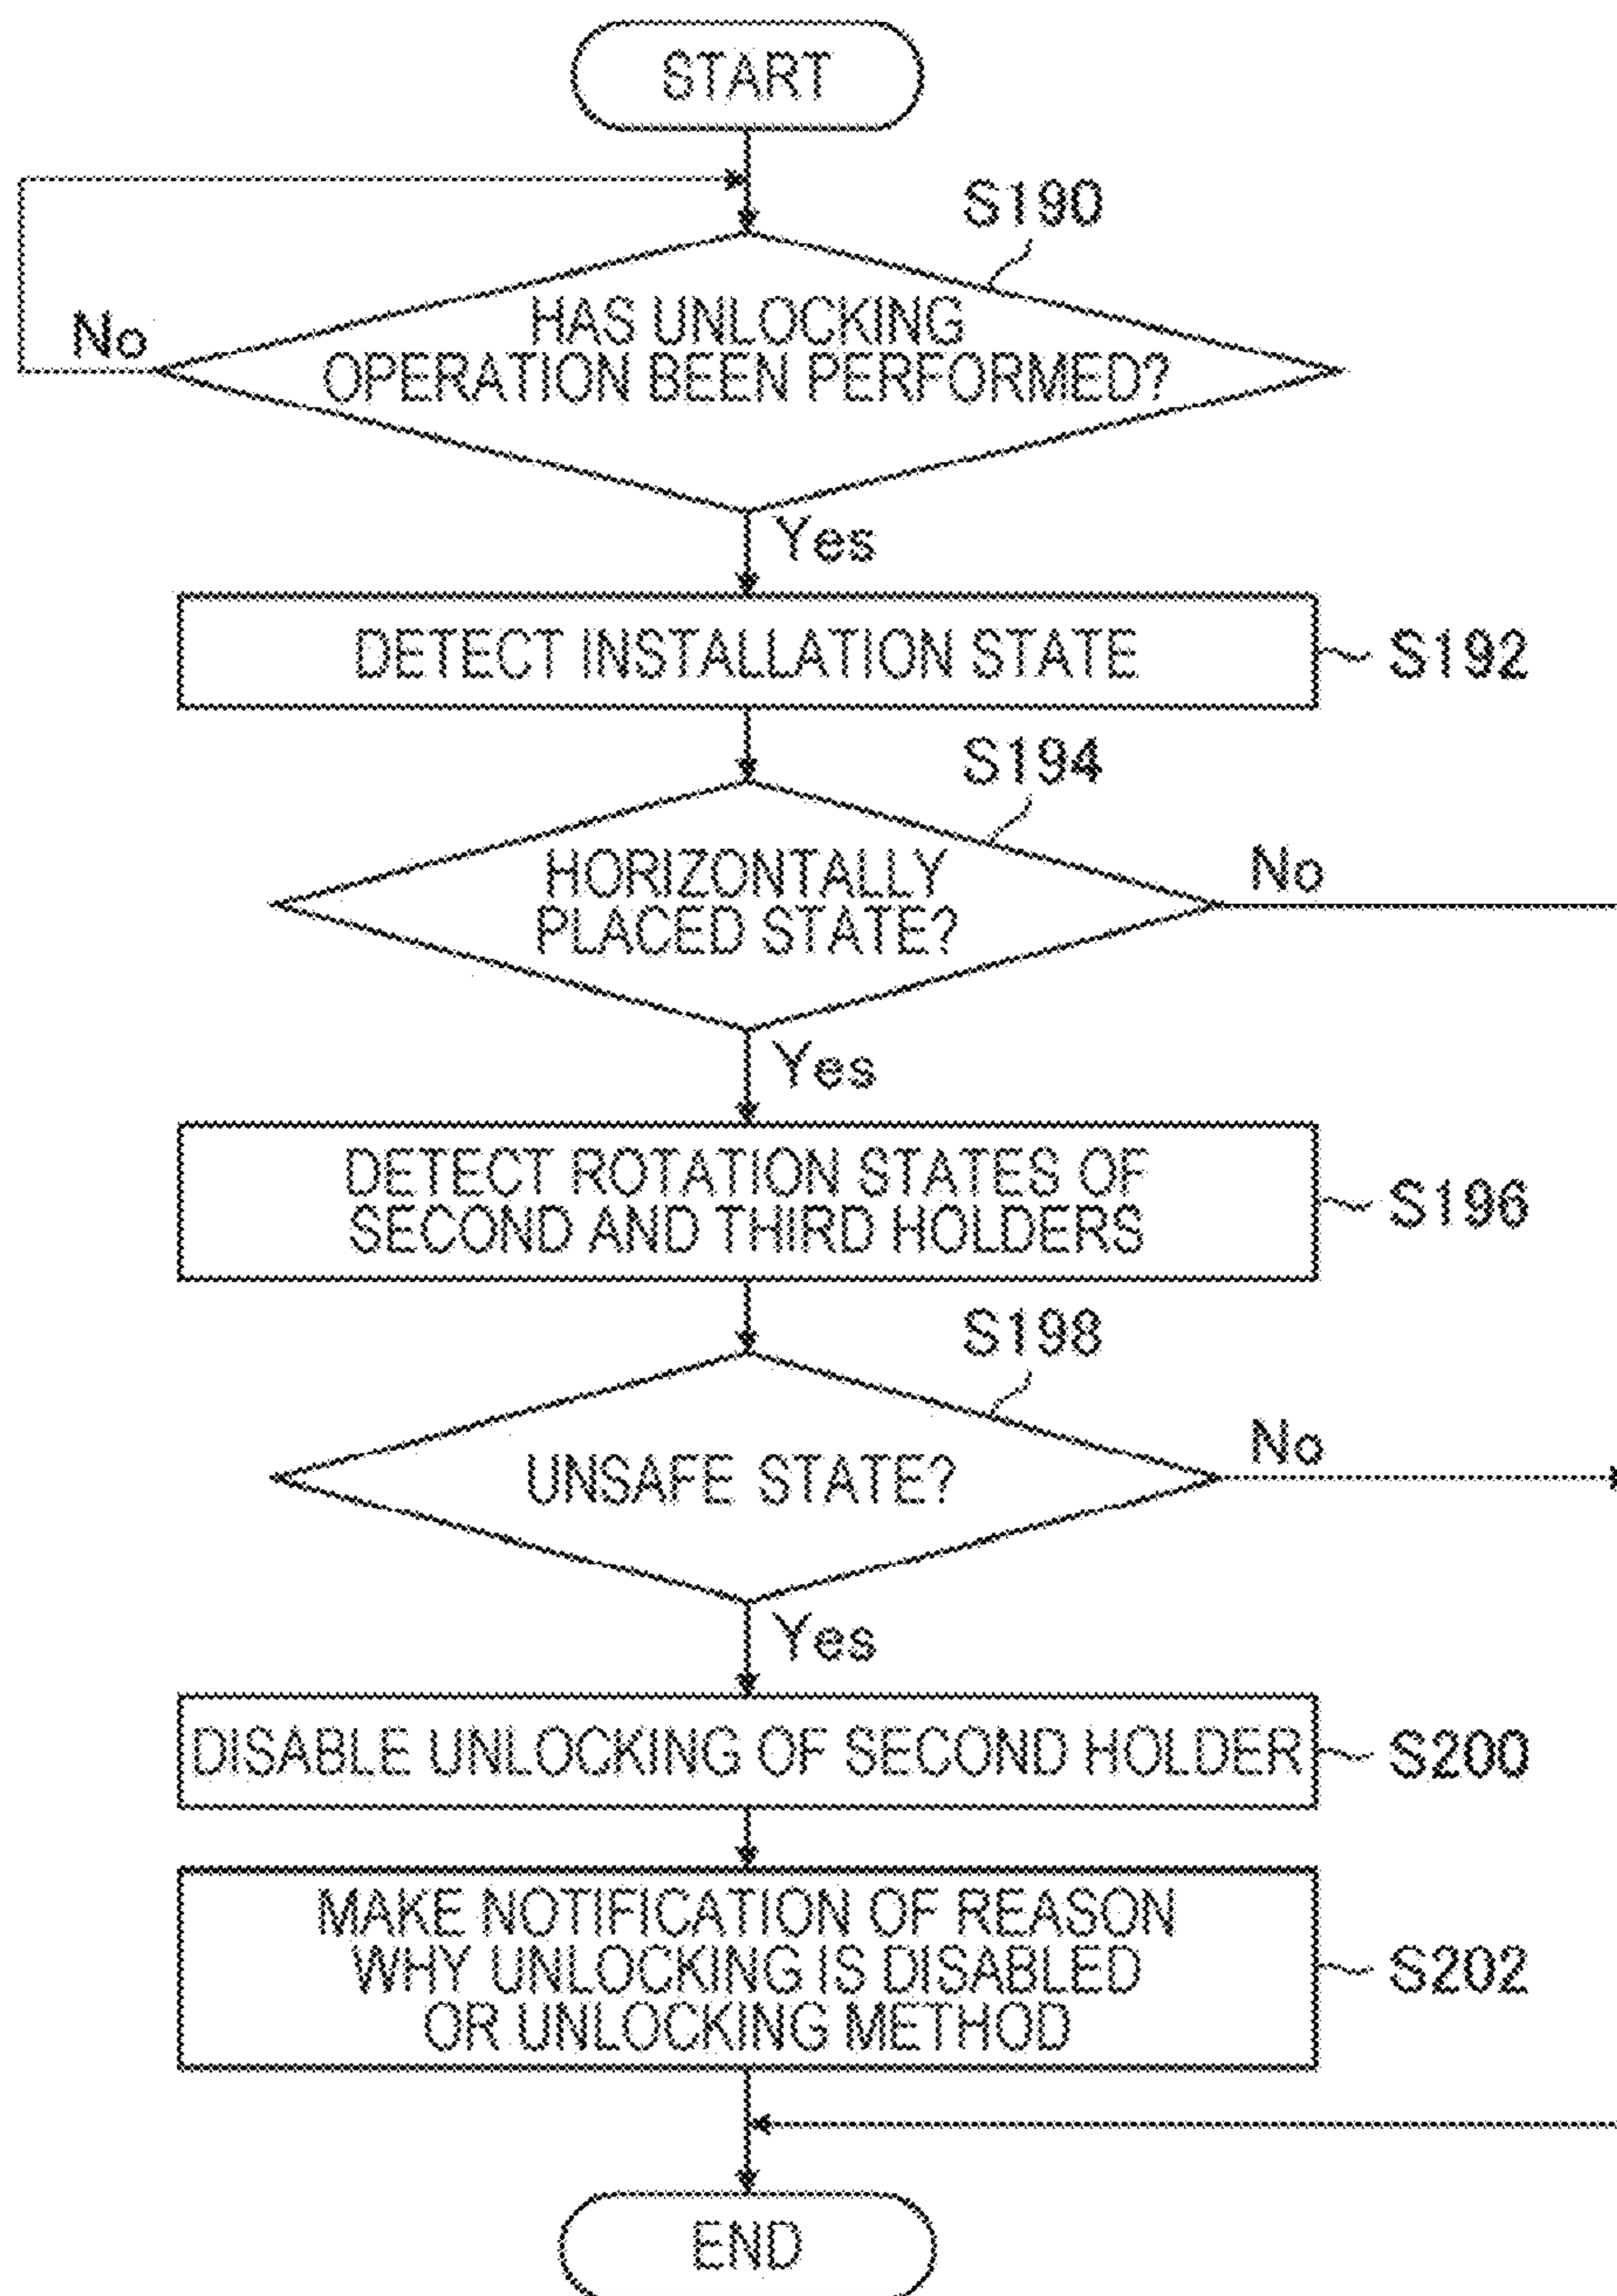 START
S190
HAS UNLOCKING
OPERATION BEEN PERFORMED?
No
Yes
DETECT INSTALLATION STATE
S192
S194
HORIZONTALLY
PLACED STATE?
No
Yes
DETECT ROTATION STATES OF
SECOND AND THIRD HOLDERS
S196
S198
UNSAFE STATE?
No
Yes
DISABLE UNLOCKING OF SECOND HOLDER
S200
MAKE NOTIFICATION OF REASON
WHY UNLOCKING IS DISABLED
OR UNLOCKING METHOD
S202
END